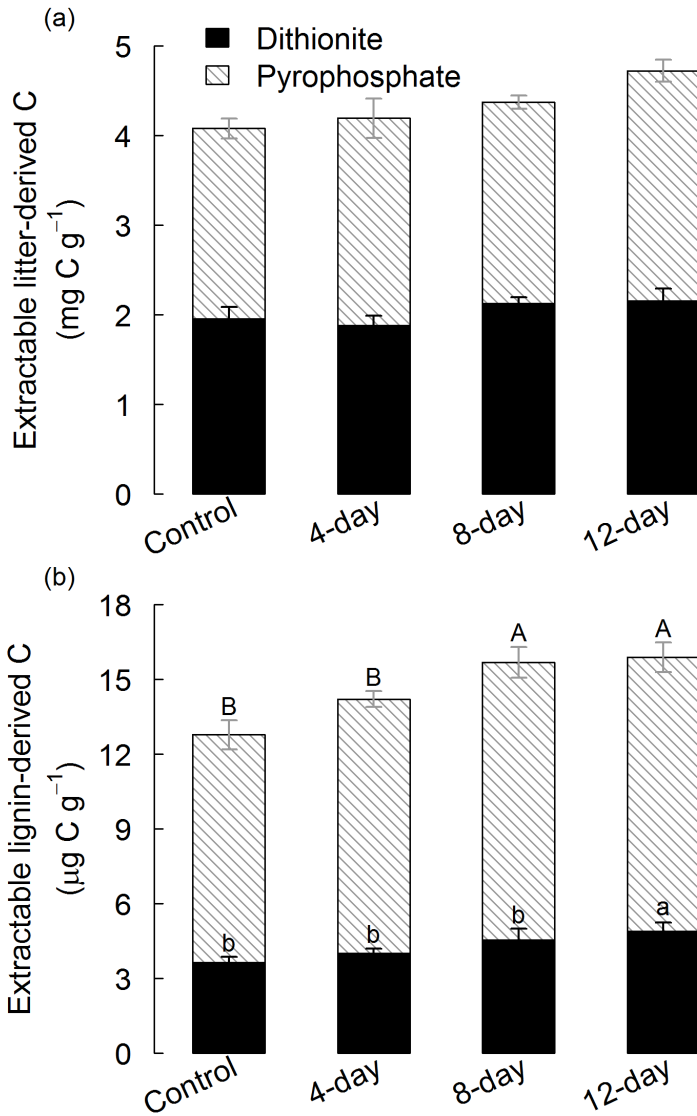 (a)
Dithionite
Pyrophosphate
Extractable litter-derived C
(mg C g⁻¹)
5
4
3
2
1
0
Control
4-day
8-day
12-day
(b)
Extractable lignin-derived C
(μg C g⁻¹)
18
15
12
9
6
3
0
B
B
A
A
b
b
b
a
Control
4-day
8-day
12-day